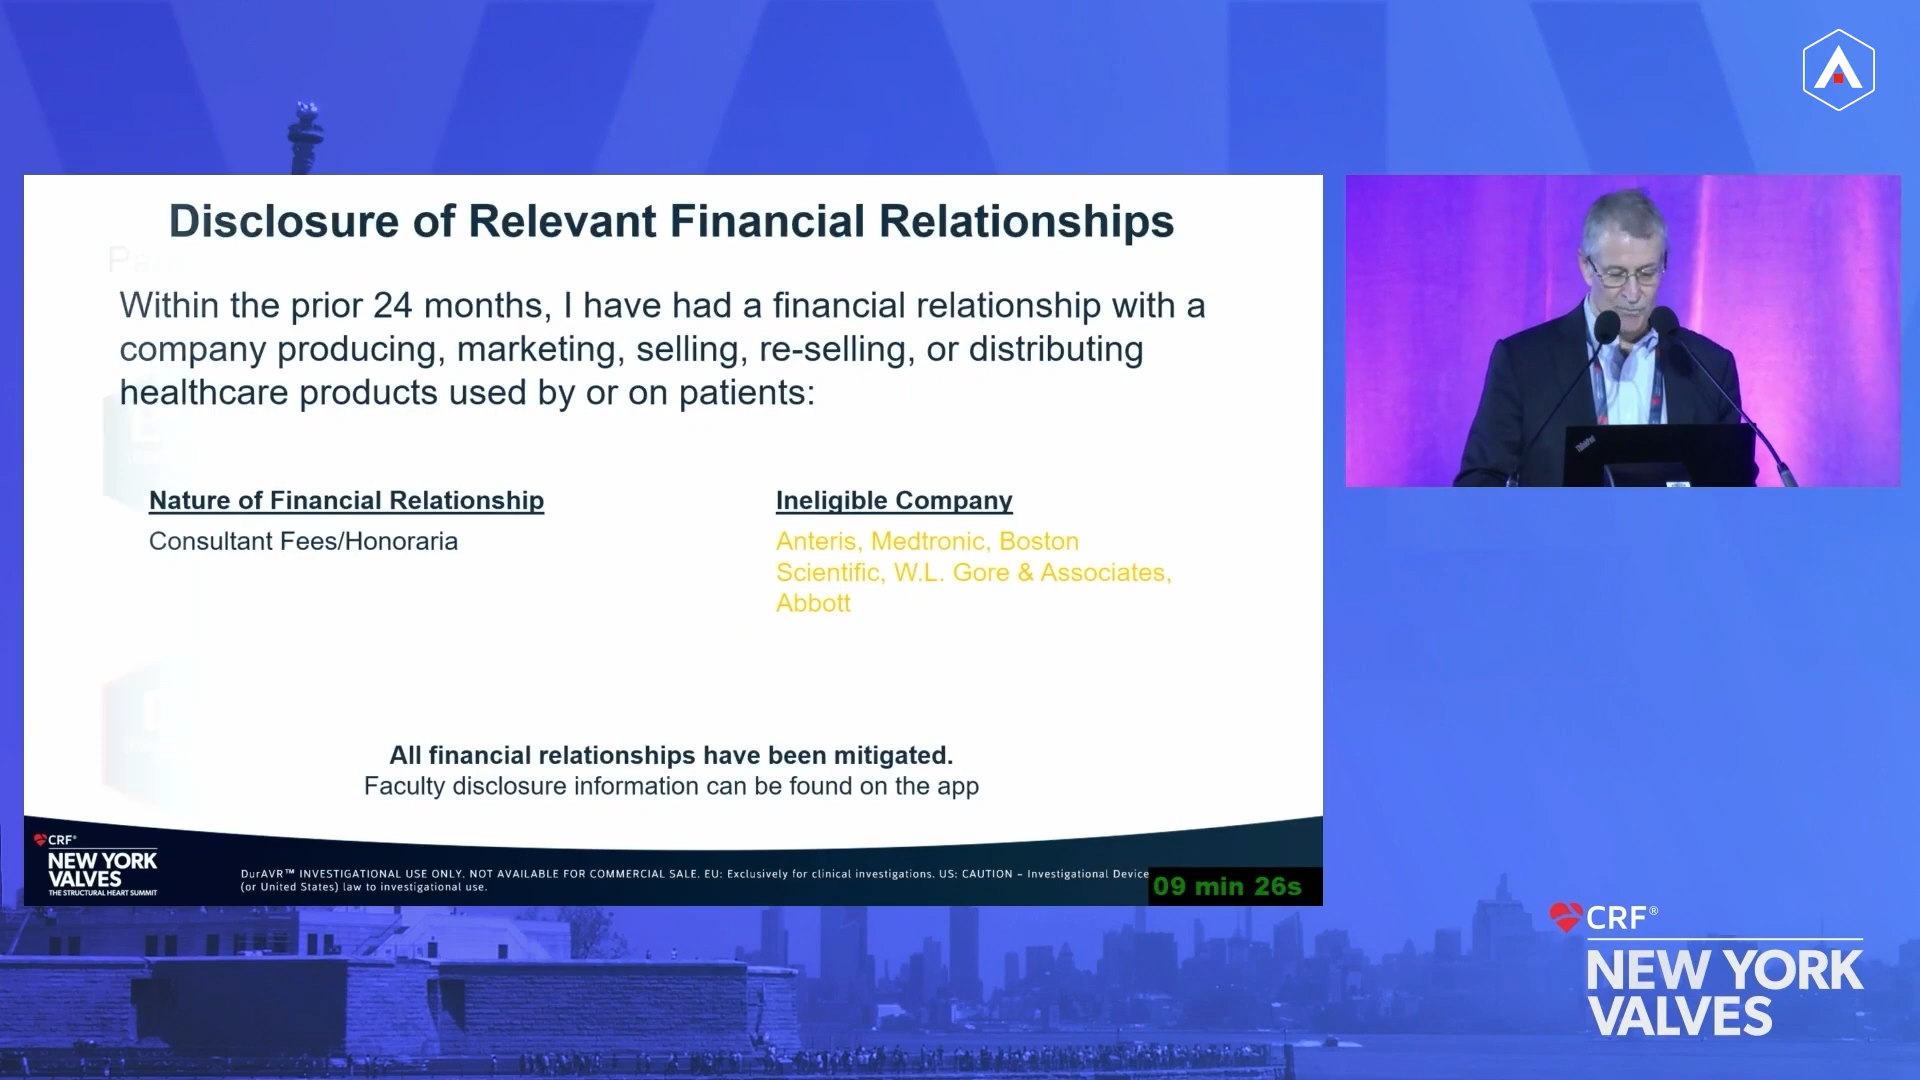 Disclosure of Relevant Financial Relationships
Within the prior 24 months, I have had a financial relationship with a
company producing, marketing, selling, re-selling, or distributing
healthcare products used by or on patients:
Nature of Financial Relationship
Consultant Fees/Honoraria
Ineligible Company
Anteris, Medtronic, Boston
Scientific, W.L. Gore & Associates,
Abbott
All financial relationships have been mitigated.
Faculty disclosure information can be found on the app
CRF®
NEW YORK
VALVES
THE STRUCTURAL HEART SUMMIT
DurAVR™ INVESTIGATIONAL USE ONLY. NOT AVAILABLE FOR COMMERCIAL SALE. EU: Exclusively for clinical investigations. US: CAUTION – Investigational Device
(or United States) law to investigational use.
09 min 26s
ThinkPad
CRF®
NEW YORK
VALVES